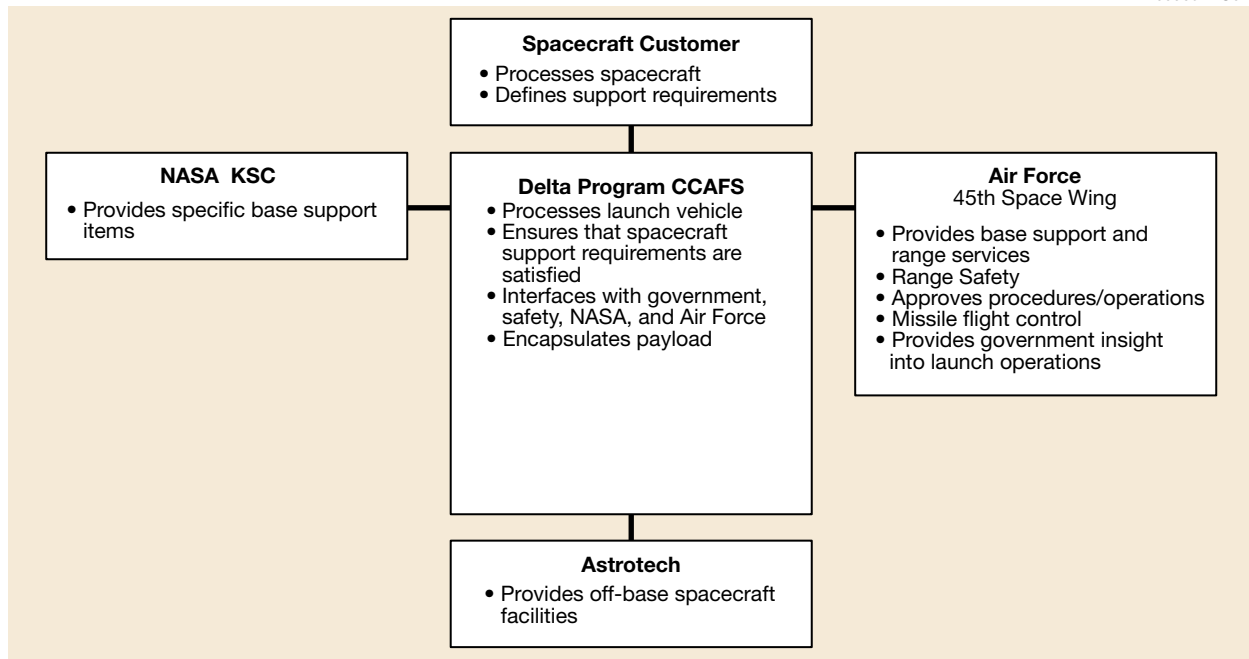 Spacecraft Customer
• Processes spacecraft
• Defines support requirements
NASA KSC
• Provides specific base support
items
Delta Program CCAFS
• Processes launch vehicle
• Ensures that spacecraft
support requirements are
satisfied
• Interfaces with government,
safety, NASA, and Air Force
• Encapsulates payload
Air Force
45th Space Wing
• Provides base support and
range services
• Range Safety
• Approves procedures/operations
• Missile flight control
• Provides government insight
into launch operations
Astrotech
• Provides off-base spacecraft
facilities